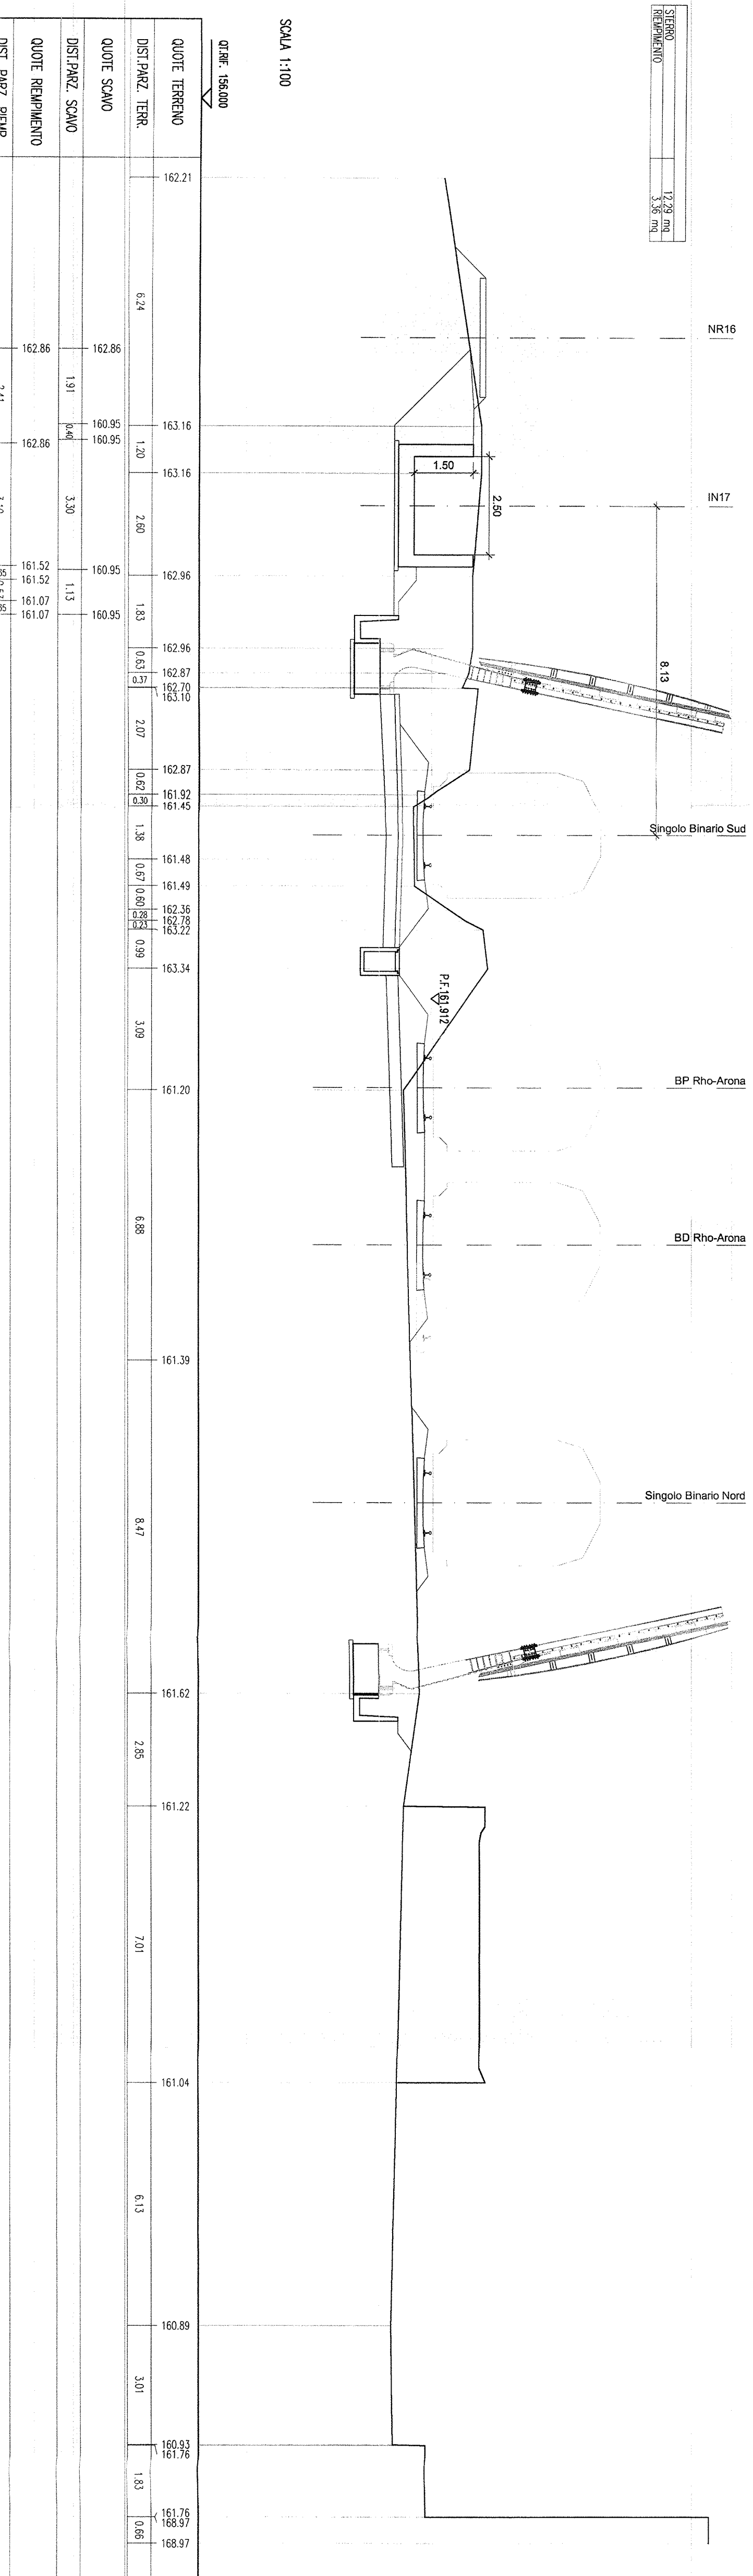 STERRO 12.29 mq
RIEMPIMENTO 3.36 mq
NR16
IN17
Singolo Binario Sud
BP Rho-Arona
BD Rho-Arona
Singolo Binario Nord
8.13
2.50
1.50
P.F.161.912
SCALA 1:100
QT.RIF. 156.000
QUOTE TERRENO 162.21 163.16 163.16 162.96 162.96 162.87 162.70 163.10 162.87 161.92 161.45 161.48 161.49 162.36 162.78 163.22 163.34 161.20 161.39 161.62 161.22 161.04 160.89 160.93 161.76 161.76 168.97 168.97
DIST.PARZ. TERR. 6.24 1.20 2.60 1.83 0.63 0.37 2.07 0.62 0.30 1.38 0.67 0.60 0.28 0.23 0.99 3.09 6.88 8.47 2.85 7.01 6.13 3.01 1.83 0.66
QUOTE SCAVO 162.86 160.95 160.95 160.95 160.95
DIST.PARZ. SCAVO 1.91 0.40 3.30 1.13
QUOTE RIEMPIMENTO 162.86 162.86 161.52 161.52 161.07 161.07
DIST. PARZ. RIEMP.